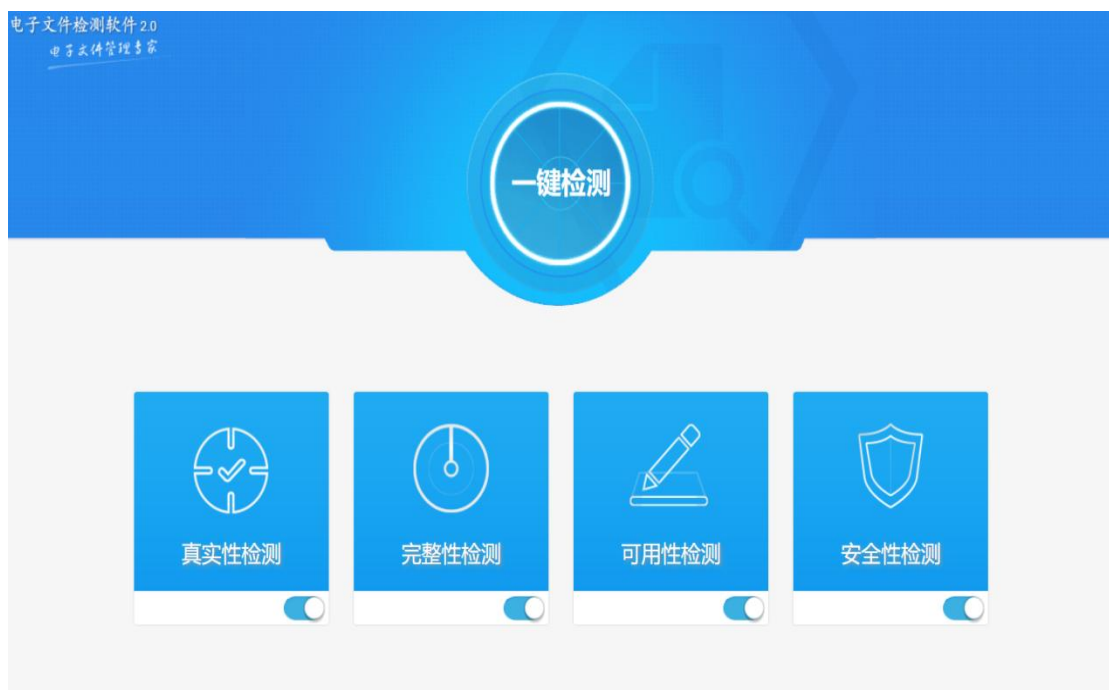 电子文件检测软件2.0
电子文件管理专家
一键检测
真实性检测
完整性检测
可用性检测
安全性检测